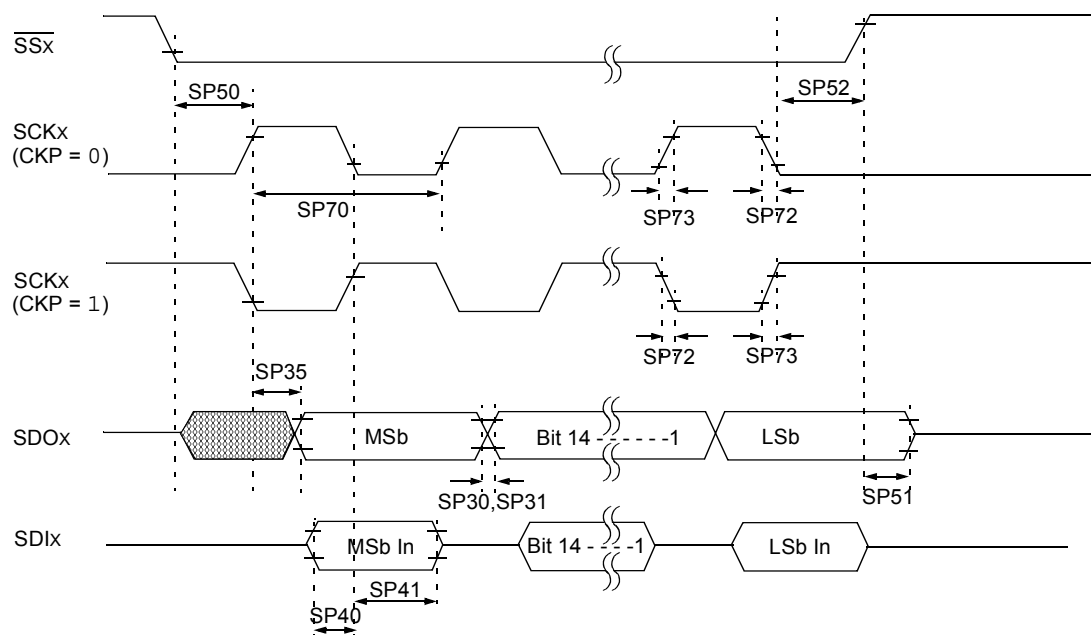 SSx
SP50
SP52
SCKx
(CKP = 0)
SP70
SP73
SP72
SCKx
(CKP = 1)
SP72
SP73
SP35
SDOx
MSb
Bit 14 - - - - - -1
LSb
SP30,SP31
SP51
SDIx
MSb In
Bit 14 - - - -1
LSb In
SP41
SP40